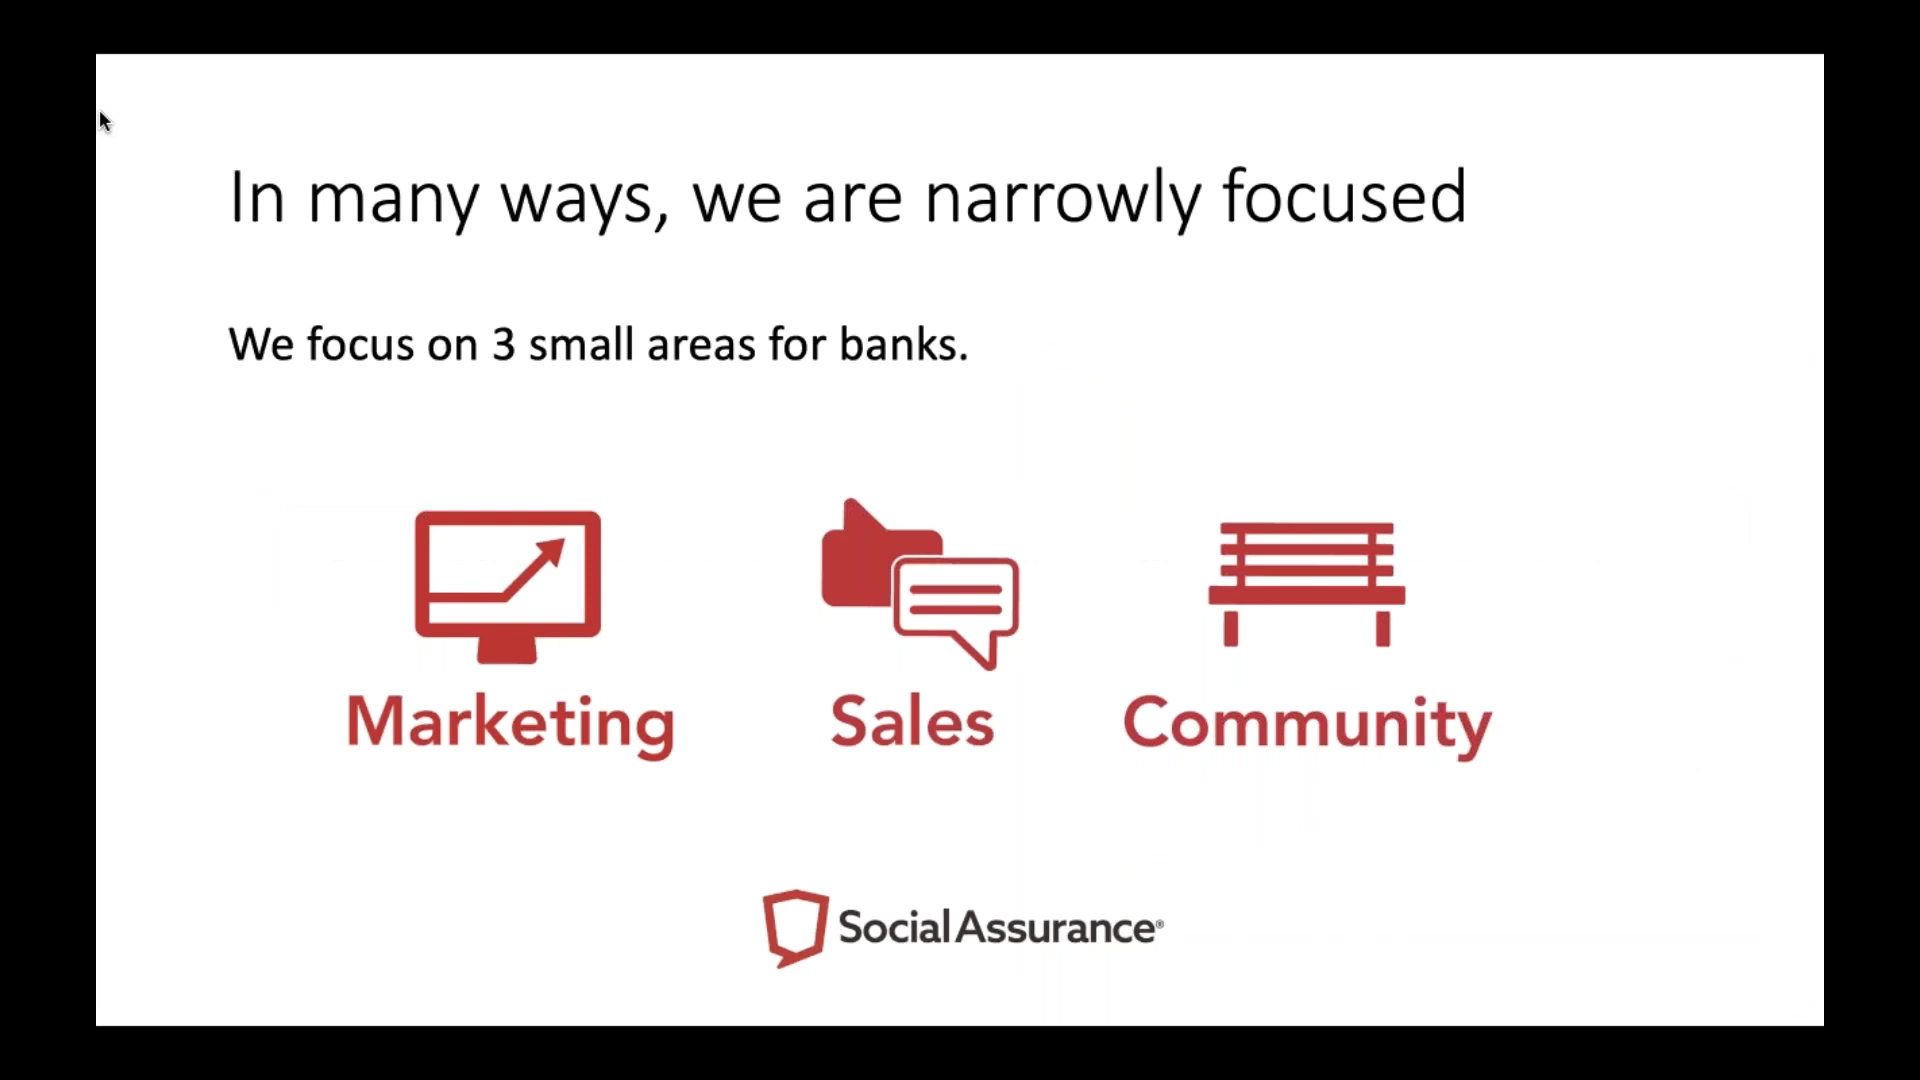 In many ways, we are narrowly focused
We focus on 3 small areas for banks.
Marketing
Sales
Community
SocialAssurance®